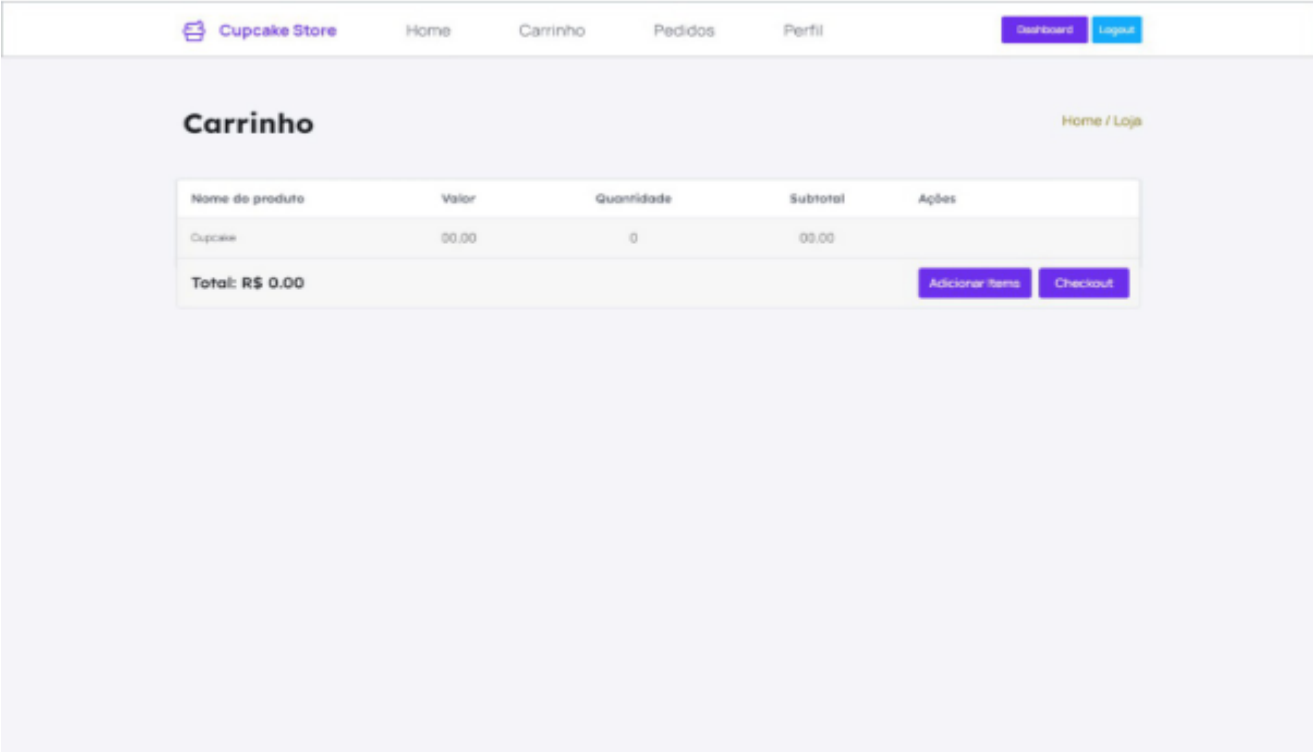 Cupcake Store Home Carrinho Pedidos Perfil Dashboard Logout
Carrinho Home / Loja
Nome do produto Valor Quantidade Subtotal Ações
Cupcake 00.00 0 00.00
Total: R$ 0.00 Adicionar Items Checkout